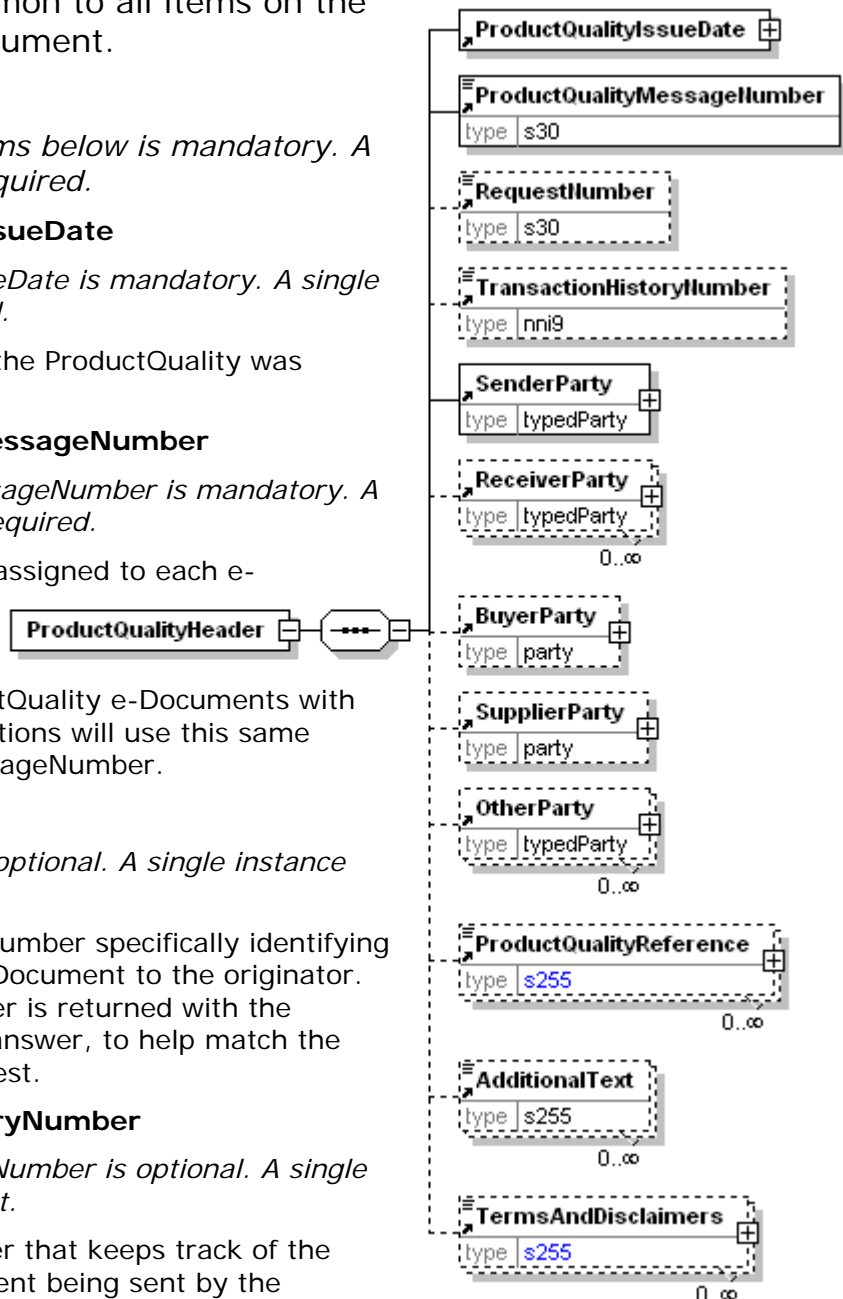 mon to all items on the
ument.
ms below is mandatory. A
quired.
sueDate
eDate is mandatory. A single
the ProductQuality was
essageNumber
sageNumber is mandatory. A
equired.
assigned to each e-
tQuality e-Documents with
tions will use this same
ageNumber.
optional. A single instance
umber specifically identifying
Document to the originator.
er is returned with the
answer, to help match the
est.
ryNumber
Number is optional. A single
t.
er that keeps track of the
ent being sent by the
ProductQualityHeader
ProductQualityIssueDate
ProductQualityMessageNumber
type s30
RequestNumber
type s30
TransactionHistoryNumber
type nni9
SenderParty
type typedParty
ReceiverParty
type typedParty
0..∞
BuyerParty
type party
SupplierParty
type party
OtherParty
type typedParty
0..∞
ProductQualityReference
type s255
0..∞
AdditionalText
type s255
0..∞
TermsAndDisclaimers
type s255
0..∞